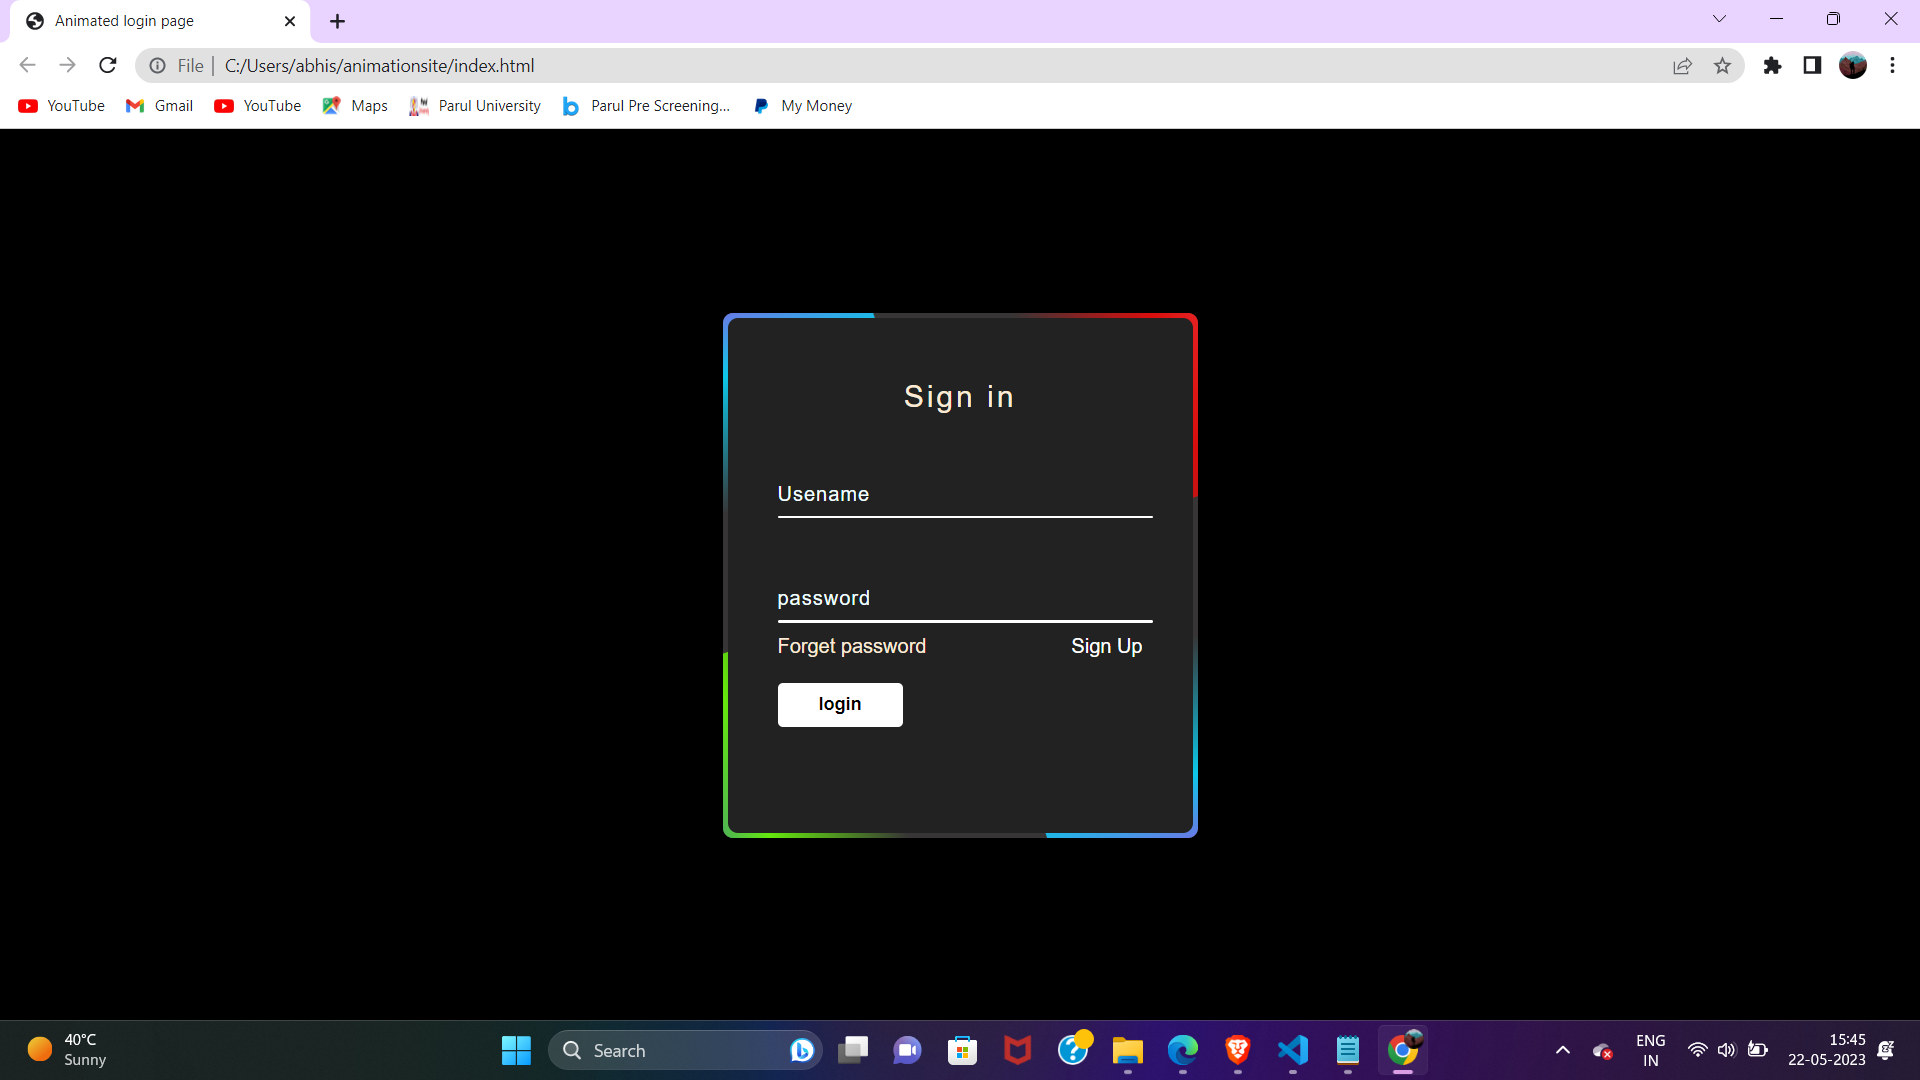 Animated login page
File | C:/Users/abhis/animationsite/index.html
YouTube Gmail YouTube Maps Parul University Parul Pre Screening... My Money
Sign in
Usename
password
Forget password Sign Up
login
40°C
Sunny
Search
ENG
IN
15:45
22-05-2023